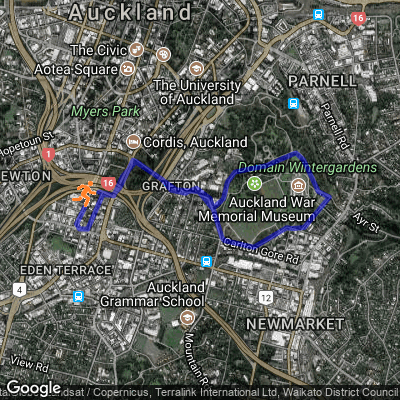 Auckland
16
The Civic
Aotea Square
The University
of Auckland
PARNELL
Myers Park
Parnell Rd
Hopetoun St
1
Cordis, Auckland
Domain Wintergardens
NEWTON
16
GRAFTON
Auckland War
Memorial Museum
Ayr St
Carlton Gore Rd
EDEN TERRACE
4
Auckland
Grammar School
12
NEWMARKET
View Rd
Mountain R
Google
dsat / Copernicus, Terralink International Ltd, Waikato District Council